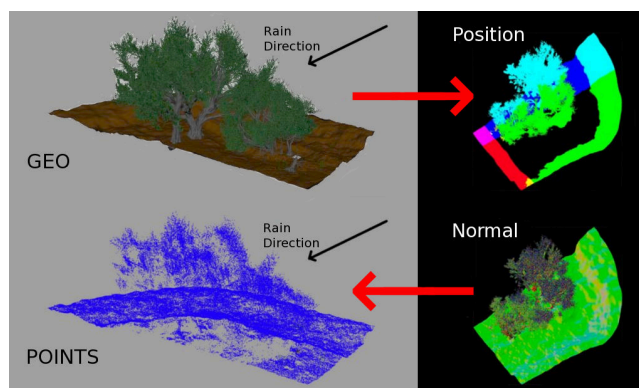 Rain
Direction
Position
GEO
Rain
Direction
Normal
POINTS